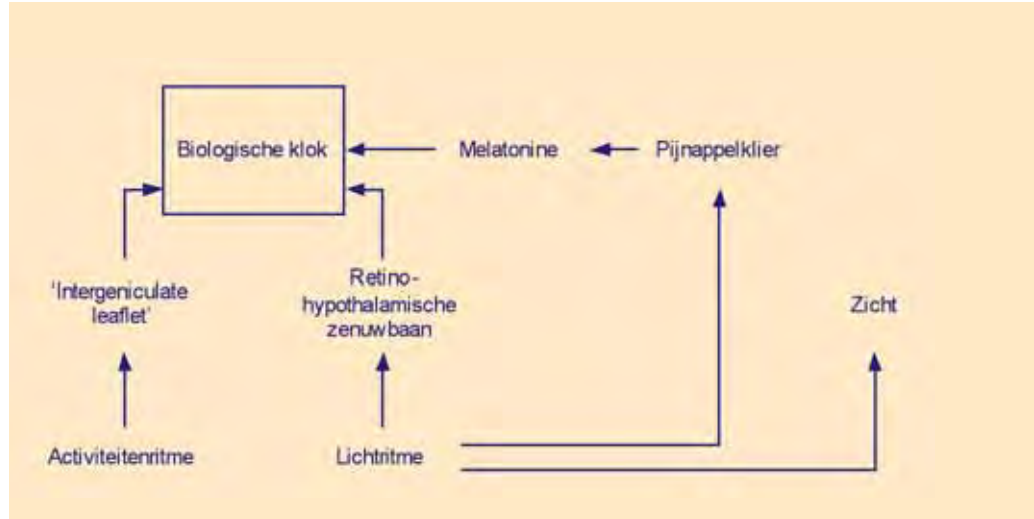 Biologische klok
Melatonine
Pijnappelklier
'Intergeniculate
leaflet'
Retino-
hypothalamische
zenuwbaan
Zicht
Activiteitenritme
Lichtritme